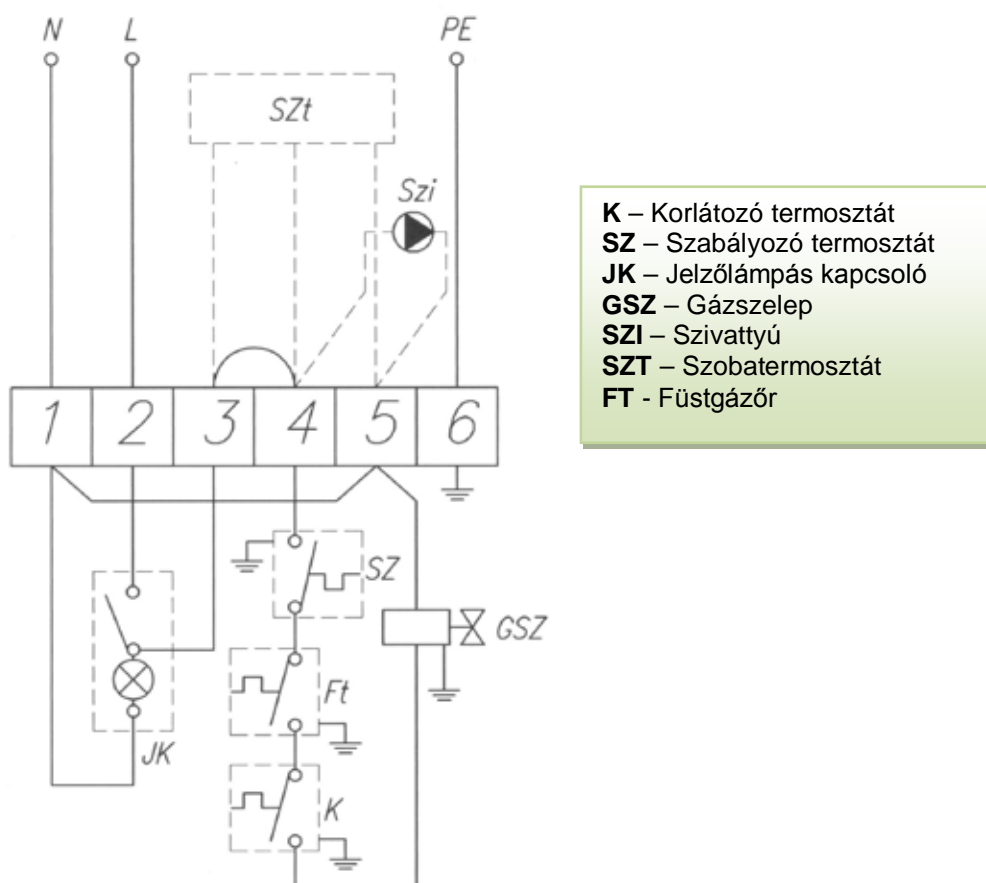 N L PE
SZt
Szi
K – Korlátozó termosztát
SZ – Szabályozó termosztát
JK – Jelzőlámpás kapcsoló
GSZ – Gázszelep
SZI – Szivattyú
SZT – Szobatermosztát
FT - Füstgázőr
1 2 3 4 5 6
SZ
GSZ
Ft
JK
K